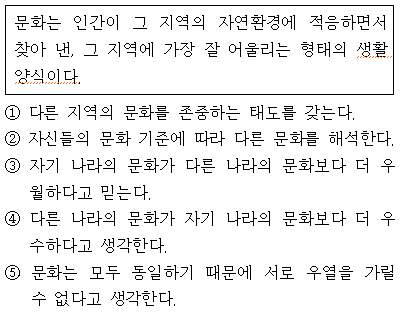 문화는 인간이 그 지역의 자연환경에 적응하면서
찾아 낸, 그 지역에 가장 잘 어울리는 형태의 생활
양식이다.
① 다른 지역의 문화를 존중하는 태도를 갖는다.
② 자신들의 문화 기준에 따라 다른 문화를 해석한다.
③ 자기 나라의 문화가 다른 나라의 문화보다 더 우
월하다고 믿는다.
④ 다른 나라의 문화가 자기 나라의 문화보다 더 우
수하다고 생각한다.
⑤ 문화는 모두 동일하기 때문에 서로 우열을 가릴
수 없다고 생각한다.